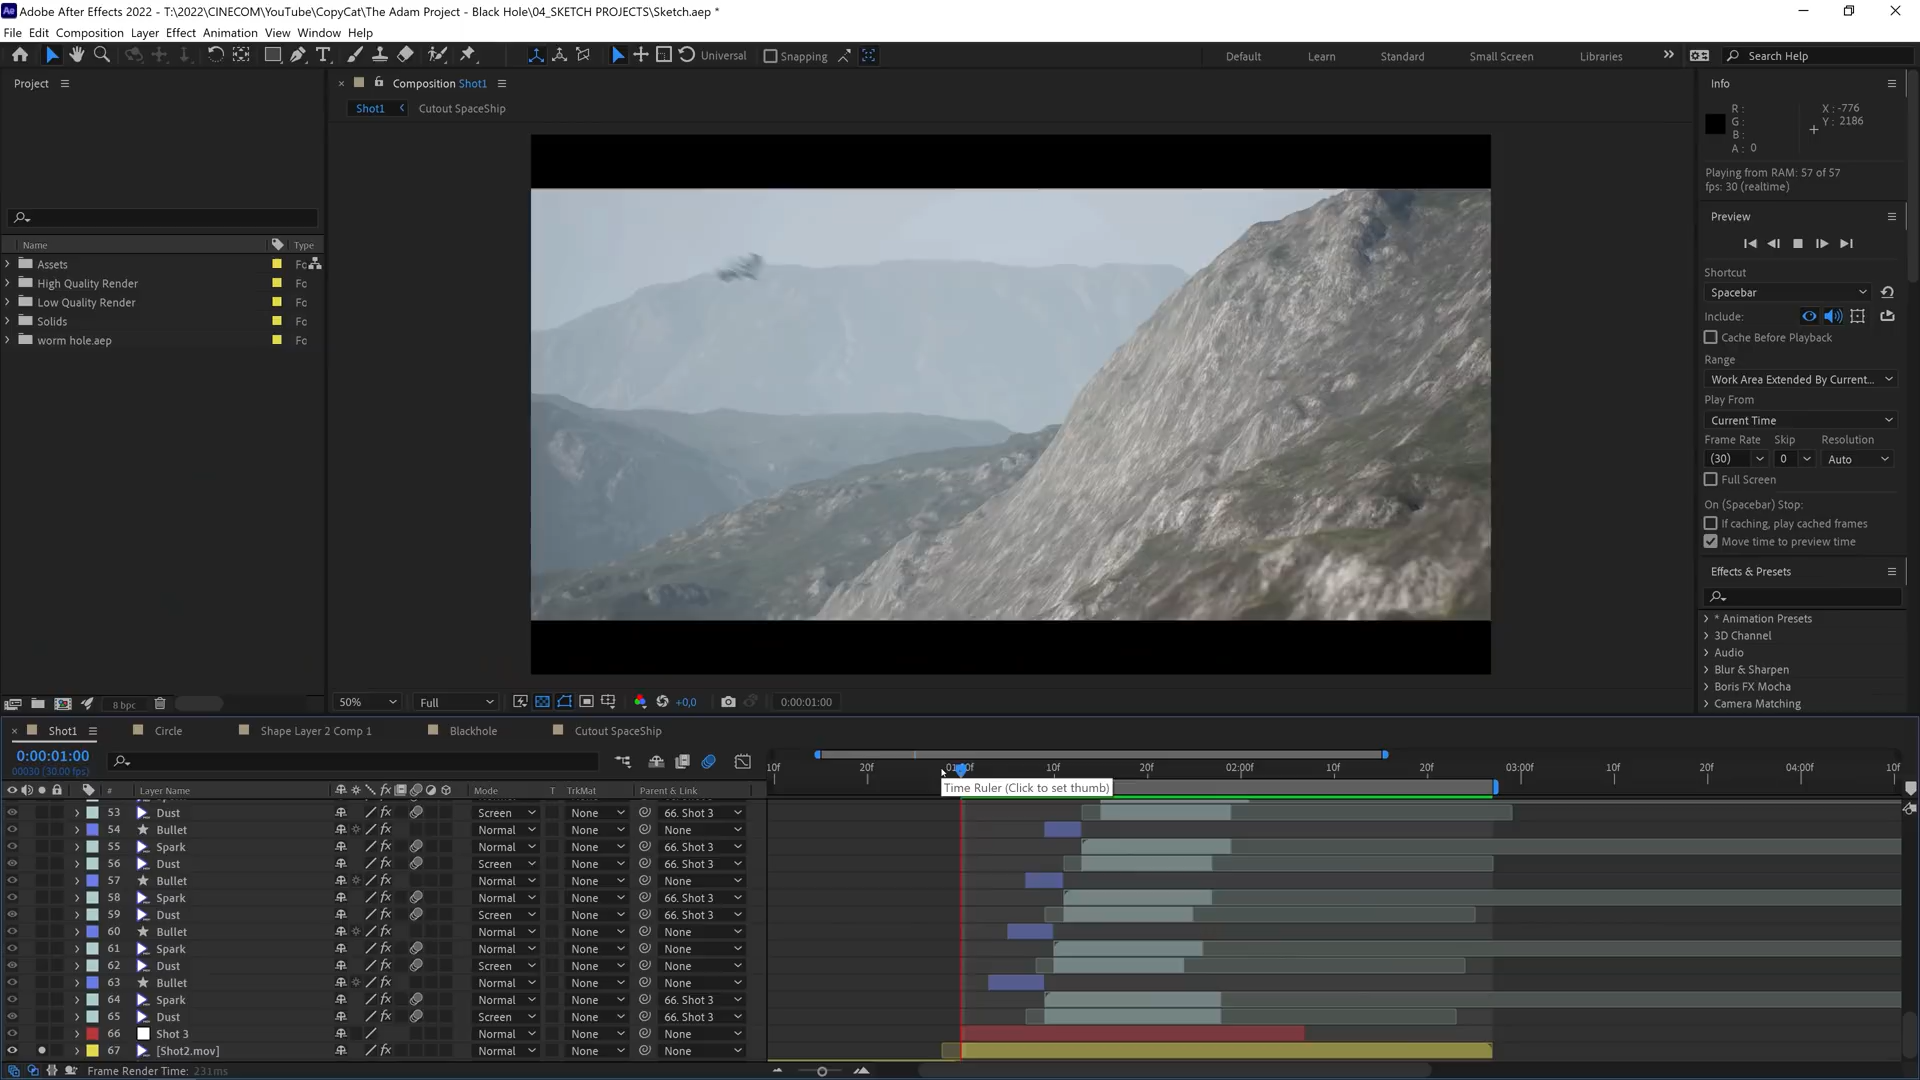 Adobe After Effects 2022 - T:\2022\CINECOM\YouTube\CopyCat\The Adam Project - Black Hole\04_SKETCH PROJECTS\Sketch.aep *
File Edit Composition Layer Effect Animation View Window Help
Universal Snapping Default Learn Standard Small Screen Libraries Search Help
Project
Name Type
Assets Fc
High Quality Render Fc
Low Quality Render Fc
Solids Fc
worm hole.aep Fc
8 bpc
Composition Shot1
Shot1 Cutout SpaceShip
50% Full +0,0 0:00:01:00
Info
R : X : -776
G : Y : 2186
B :
A : 0
Playing from RAM: 57 of 57
fps: 30 (realtime)
Preview
Shortcut
Spacebar
Include:
Cache Before Playback
Range
Work Area Extended By Current...
Play From
Current Time
Frame Rate Skip Resolution
(30) 0 Auto
Full Screen
On (Spacebar) Stop:
If caching, play cached frames
Move time to preview time
Effects & Presets
* Animation Presets
3D Channel
Audio
Blur & Sharpen
Boris FX Mocha
Camera Matching
Shot1 Circle Shape Layer 2 Comp 1 Blackhole Cutout SpaceShip
0:00:01:00
00030 (30.00 fps)
20f 10f 20f 02:00f 10f 20f 03:00f 10f 20f 04:00f
Time Ruler (Click to set thumb)
# Layer Name Mode T TrkMat Parent & Link
53 Dust Screen None 66. Shot 3
54 Bullet Normal None None
55 Spark Normal None 66. Shot 3
56 Dust Screen None 66. Shot 3
57 Bullet Normal None None
58 Spark Normal None 66. Shot 3
59 Dust Screen None 66. Shot 3
60 Bullet Normal None None
61 Spark Normal None None
62 Dust Screen None None
63 Bullet Normal None None
64 Spark Normal None 66. Shot 3
65 Dust Screen None 66. Shot 3
66 Shot 3 Normal None None
67 [Shot2.mov] Normal None None
Frame Render Time: 231ms